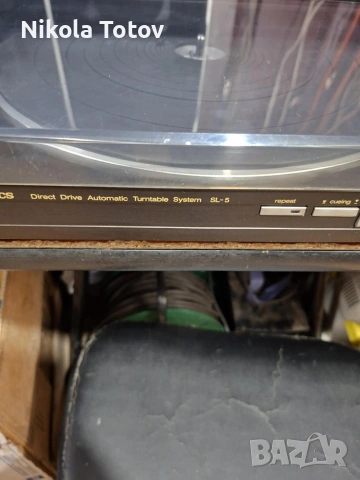 Nikola Totov
CS Direct Drive Automatic Turntable System SL-5 repeat cueing
BAZAR